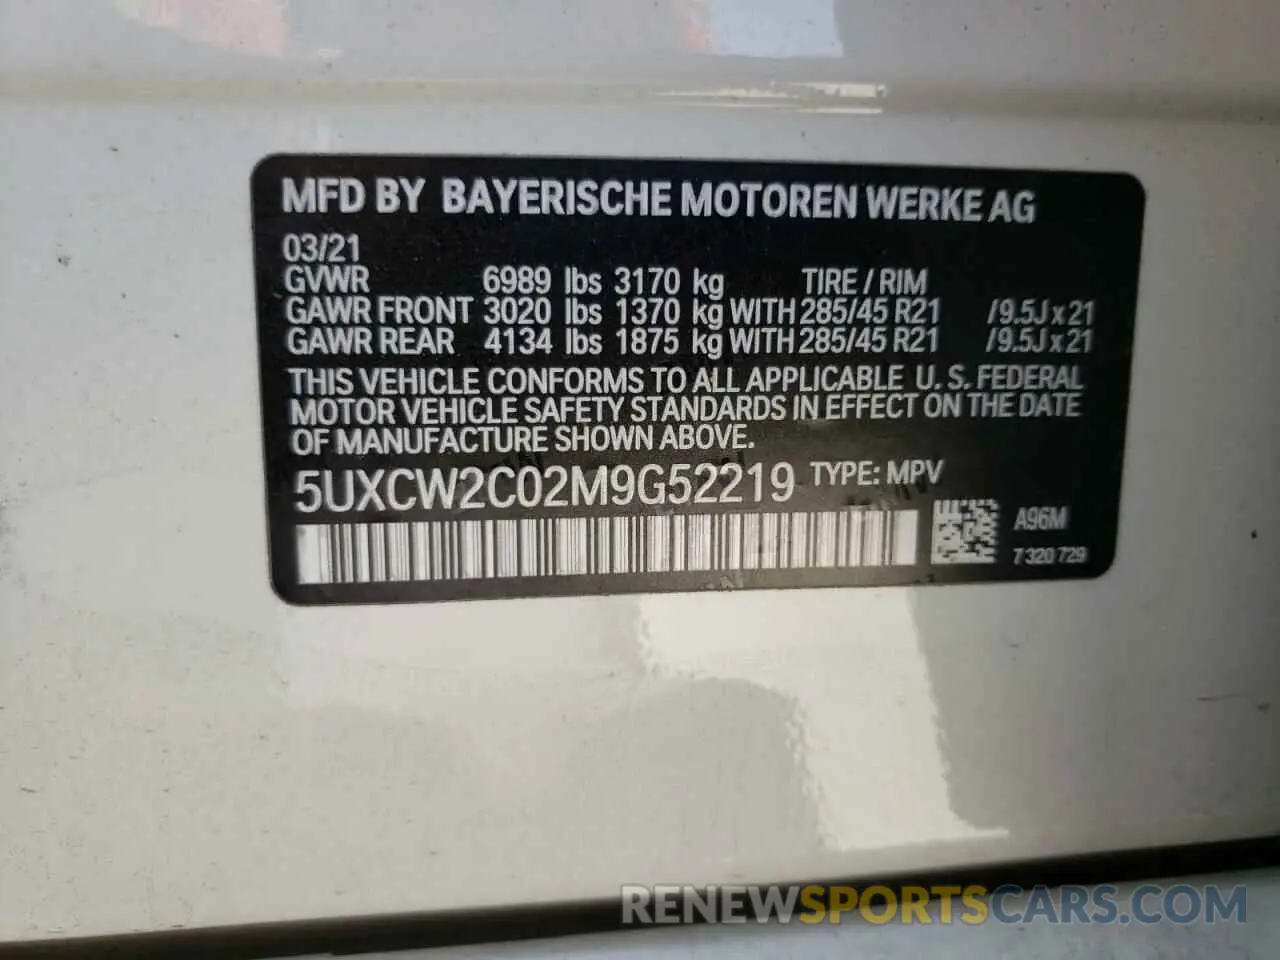 MFD BY BAYERISCHE MOTOREN WERKE AG
03/21
GVWR 6989 lbs 3170 kg TIRE / RIM
GAWR FRONT 3020 lbs 1370 kg WITH 285/45 R21 /9.5J x 21
GAWR REAR 4134 lbs 1875 kg WITH 285/45 R21 /9.5J x 21
THIS VEHICLE CONFORMS TO ALL APPLICABLE U. S. FEDERAL
MOTOR VEHICLE SAFETY STANDARDS IN EFFECT ON THE DATE
OF MANUFACTURE SHOWN ABOVE.
5UXCW2C02M9G52219 TYPE: MPV
A96M
7 320 729
RENEWSPORTSCARS.COM